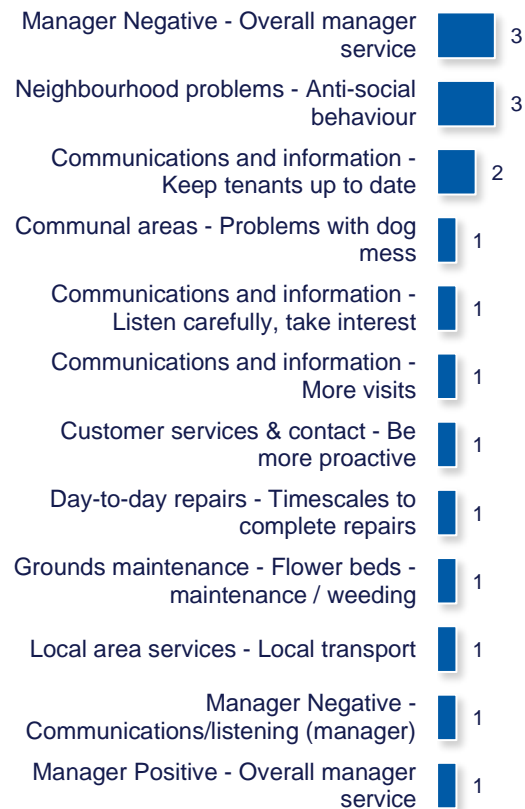 Manager Negative - Overall manager
service
3
Neighbourhood problems - Anti-social
behaviour
3
Communications and information -
Keep tenants up to date
2
Communal areas - Problems with dog
mess
1
Communications and information -
Listen carefully, take interest
1
Communications and information -
More visits
1
Customer services & contact - Be
more proactive
1
Day-to-day repairs - Timescales to
complete repairs
1
Grounds maintenance - Flower beds -
maintenance / weeding
1
Local area services - Local transport
1
Manager Negative -
Communications/listening (manager)
1
Manager Positive - Overall manager
service
1